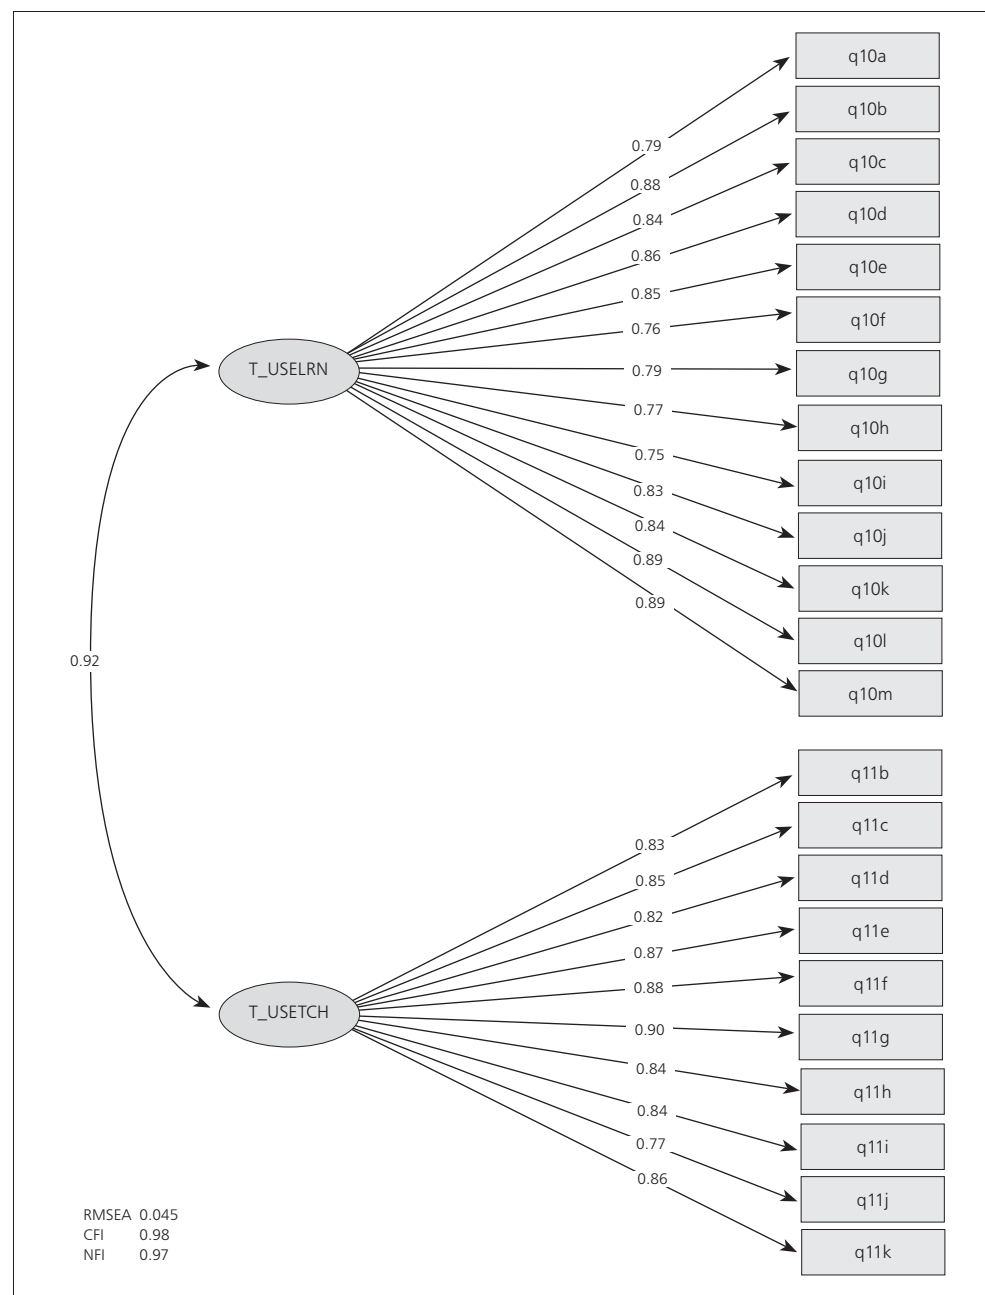 q10a
q10b
0.79
q10c
0.88
q10d
0.84
0.86
q10e
0.85
q10f
0.76
T_USELRN
0.79
q10g
0.77
q10h
0.75
q10i
0.83
0.84
q10j
0.89
q10k
0.89
q10l
0.92
q10m
q11b
q11c
0.83
q11d
0.85
0.82
q11e
0.87
q11f
0.88
T_USETCH
0.90
q11g
0.84
q11h
0.84
0.77
q11i
0.86
q11j
RMSEA 0.045
CFI 0.98
NFI 0.97
q11k